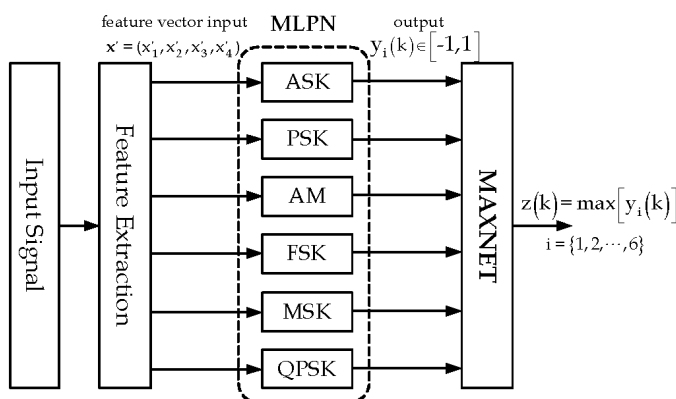 feature vector input
x' = (x'₁,x'₂,x'₃,x'₄)
MLPN
output
yᵢ(k)∈[-1,1]
Input Signal
Feature Extraction
ASK
PSK
AM
FSK
MSK
QPSK
MAXNET
z(k)=max[yᵢ(k)]
i = {1,2,⋯,6}